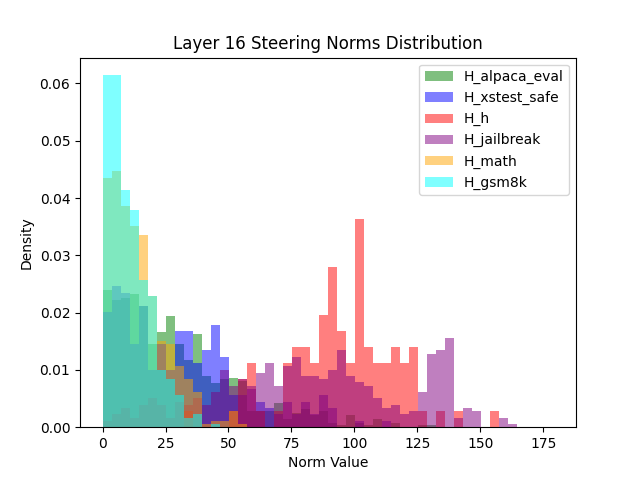 Layer 16 Steering Norms Distribution
H_alpaca_eval
H_xstest_safe
H_h
H_jailbreak
H_math
H_gsm8k
0.06
0.05
0.04
0.03
0.02
0.01
0.00
Density
0 25 50 75 100 125 150 175
Norm Value